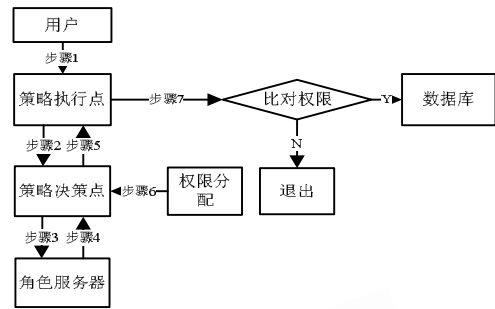 用户
步骤1
策略执行点
步骤7
比对权限
Y
数据库
步骤2
步骤5
N
策略决策点
步骤6
权限分
配
退出
步骤3
步骤4
角色服务器